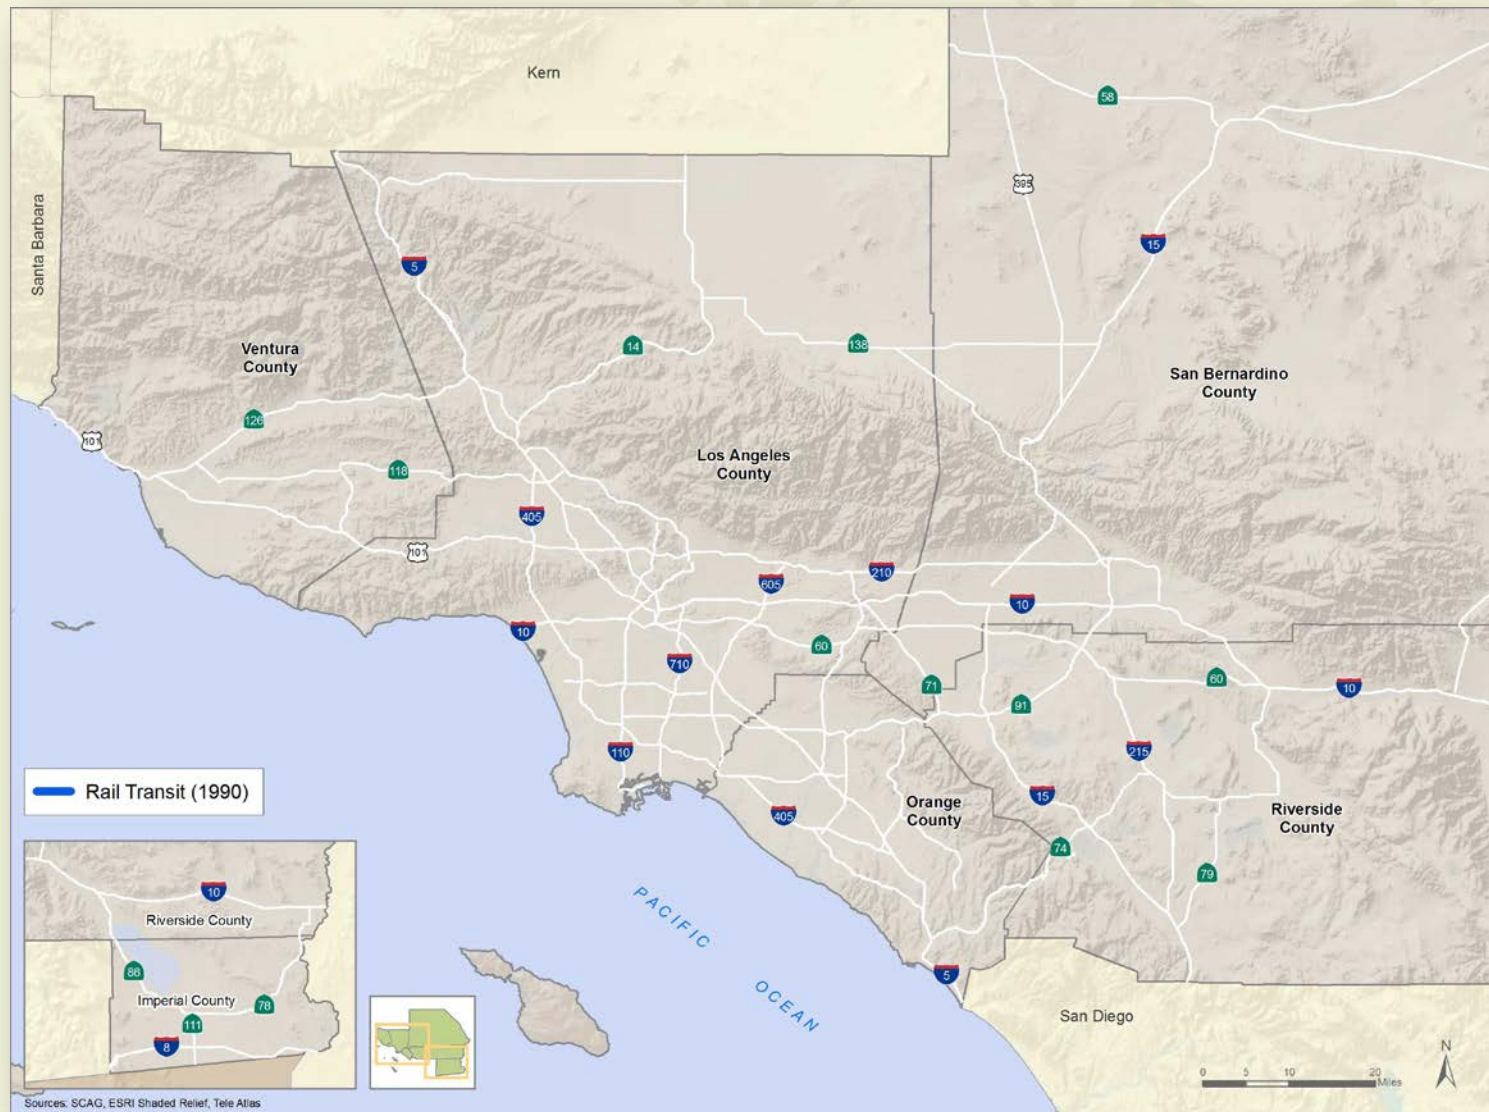 Kern
58
Santa Barbara
395
15
5
Ventura
County
14
138
San Bernardino
County
126
101
Los Angeles
County
118
405
101
605
210
10
10
60
710
71
60
10
91
110
215
Rail Transit (1990)
15
Orange
County
Riverside
County
405
74
79
10
Riverside County
PACIFIC
OCEAN
86
5
Imperial County
78
111
8
San Diego
N
0 5 10 20
Miles
Sources: SCAG, ESRI Shaded Relief, Tele Atlas